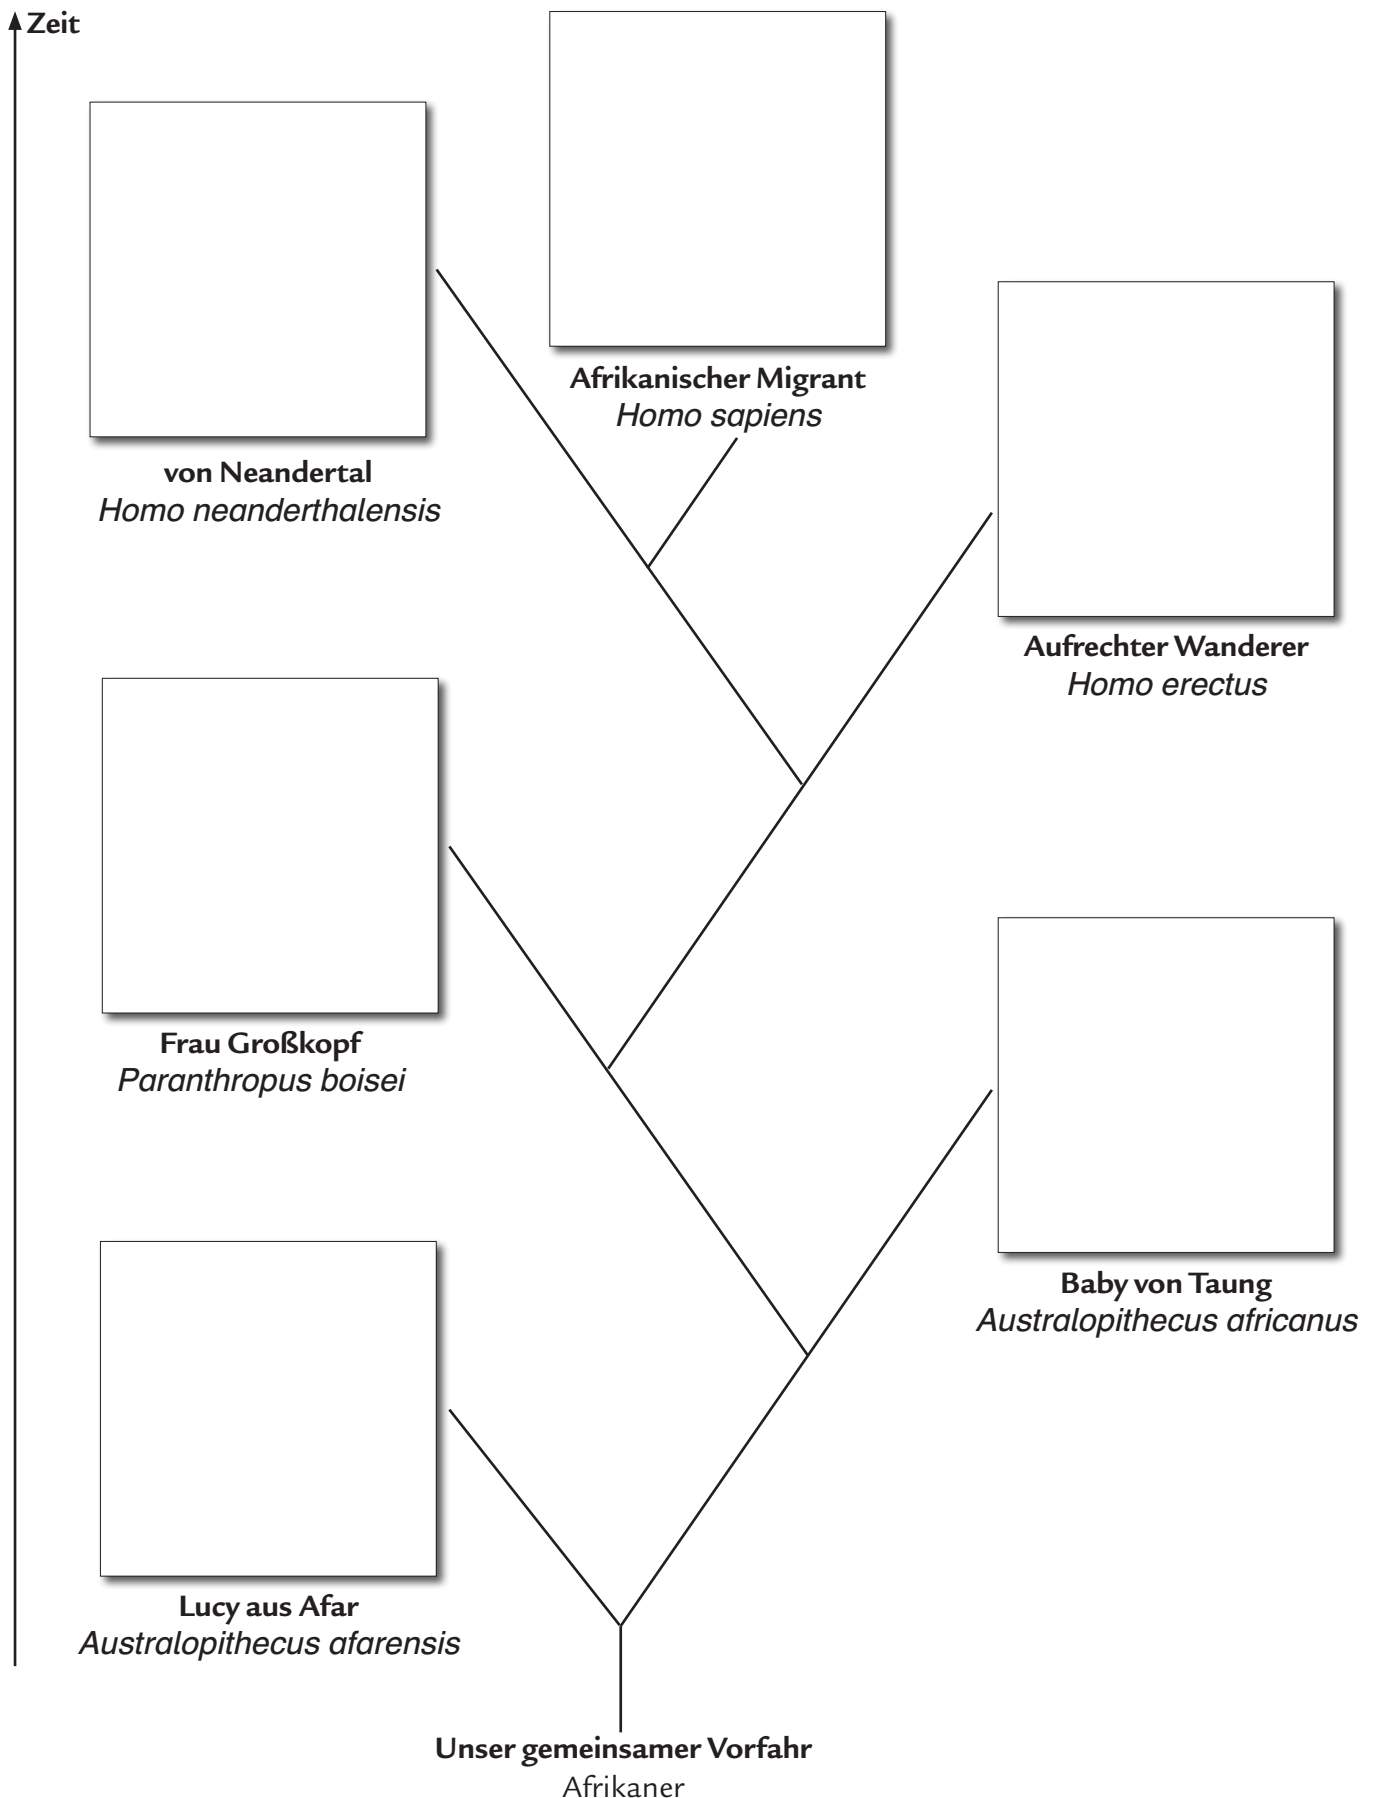 Zeit
Afrikanischer Migrant
Homo sapiens
von Neandertal
Homo neanderthalensis
Aufrechter Wanderer
Homo erectus
Frau Großkopf
Paranthropus boisei
Baby von Taung
Australopithecus africanus
Lucy aus Afar
Australopithecus afarensis
Unser gemeinsamer Vorfahr
Afrikaner